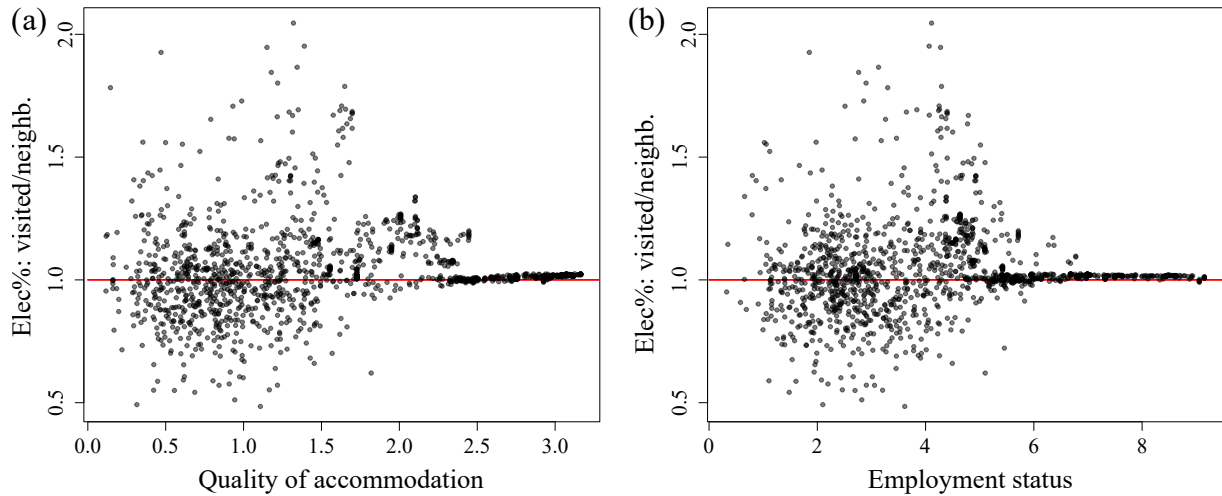 (a)
Elec%: visited/neighb.
2.0
1.5
1.0
0.5
0.0 0.5 1.0 1.5 2.0 2.5 3.0
Quality of accommodation
(b)
Elec%: visited/neighb.
2.0
1.5
1.0
0.5
0 2 4 6 8
Employment status